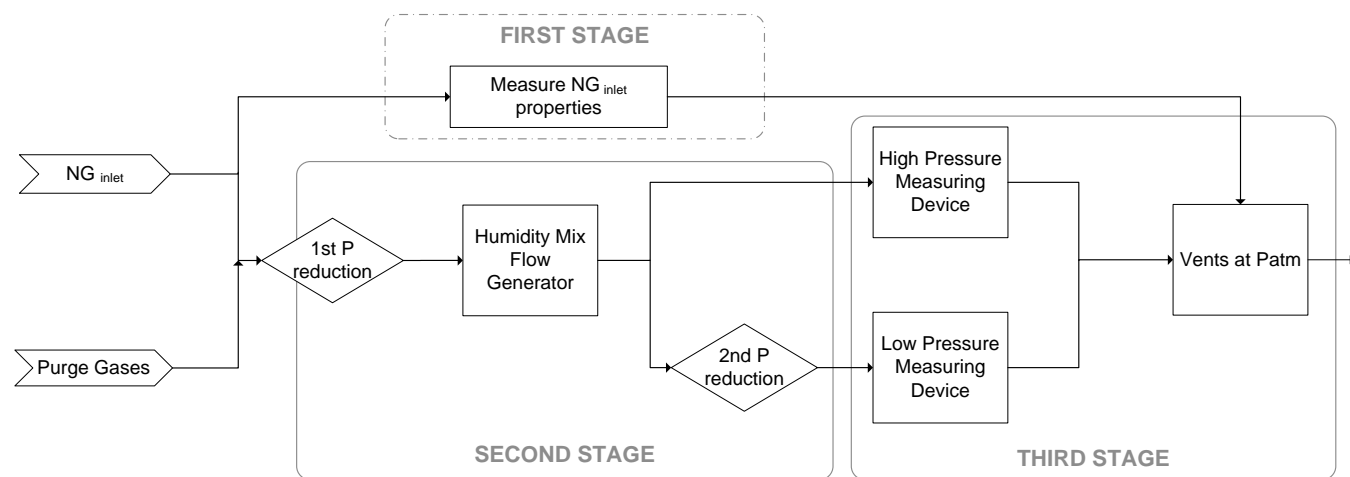 FIRST STAGE
Measure NG inlet
properties
NG inlet
High Pressure
Measuring
Device
1st P
reduction
Humidity Mix
Flow
Generator
Vents at Patm
Purge Gases
2nd P
reduction
Low Pressure
Measuring
Device
SECOND STAGE
THIRD STAGE